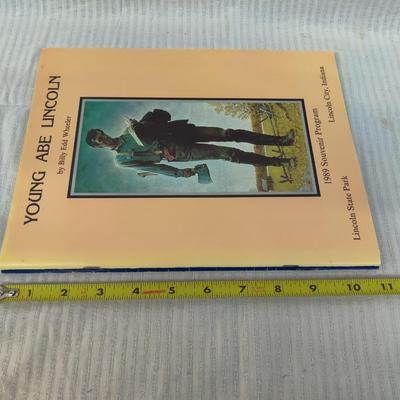 YOUNG ABE LINCOLN
by Billy Edd Wheeler
1989 Souvenir Program
Lincoln State Park
Lincoln City, Indiana
1 2 3 4 5 6 7 8 9 10 11